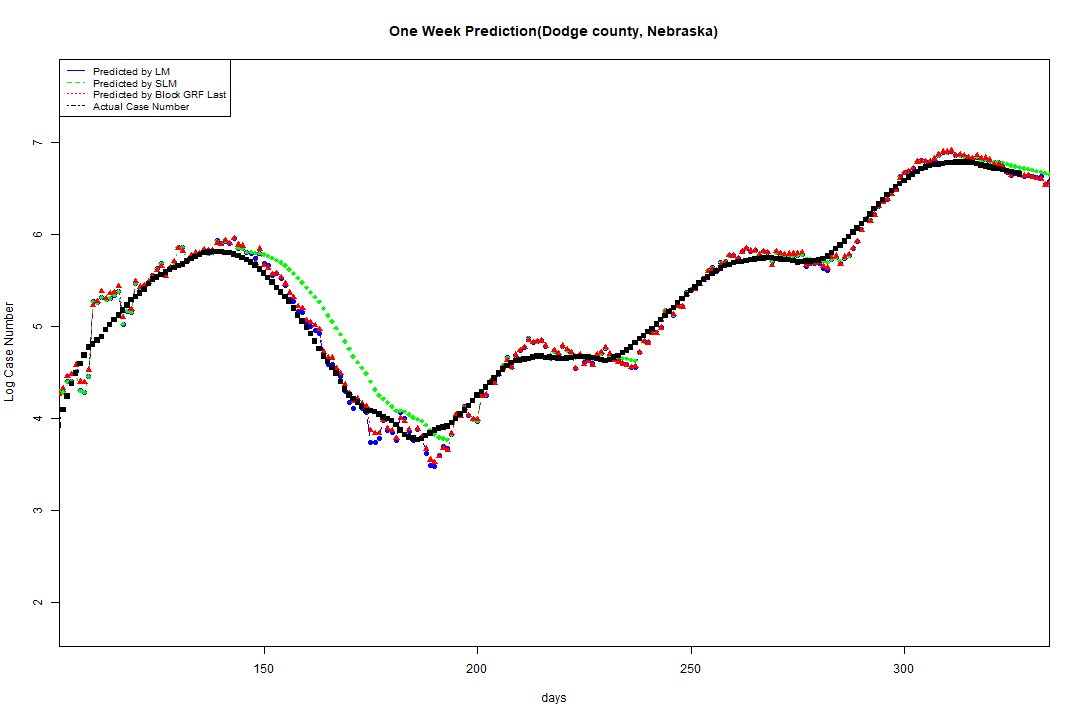 One Week Prediction(Dodge county, Nebraska)
Predicted by LM
Predicted by SLM
Predicted by Block GRF Last
Actual Case Number
7
6
5
4
3
2
Log Case Number
150 200 250 300
days